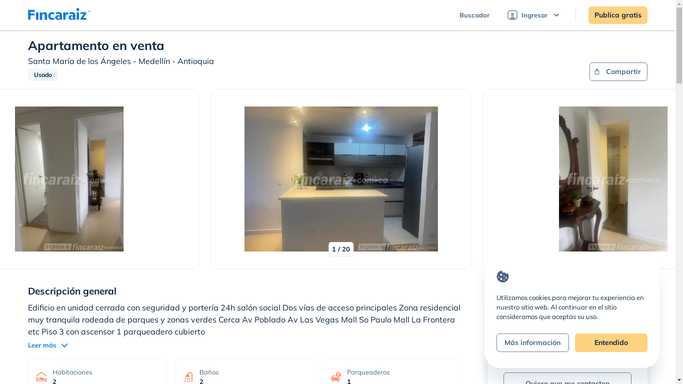 Fincaraiz
Buscador
Ingresar
Publica gratis
Apartamento en venta
Santa María de los Ángeles - Medellín - Antioquia
Usado
Compartir
fincaraiz
fincaraiz.com.co
fincaraiz.com.co
fincaraiz
fincaraiz
1 / 20
Descripción general
Edificio en unidad cerrada con seguridad y portería 24h salón social Dos vías de acceso principales Zona residencial
muy tranquila rodeada de parques y zonas verdes Cerca Av Poblado Av Las Vegas Mall So Paulo Mall La Frontera
etc Piso 3 con ascensor 1 parqueadero cubierto
Leer más
Habitaciones
2
Baños
2
Parqueaderos
1
Utilizamos cookies para mejorar tu experiencia en
nuestro sitio web. Al continuar en el sitio
consideramos que aceptas su uso.
Más información
Entendido
Quiero que me contacten